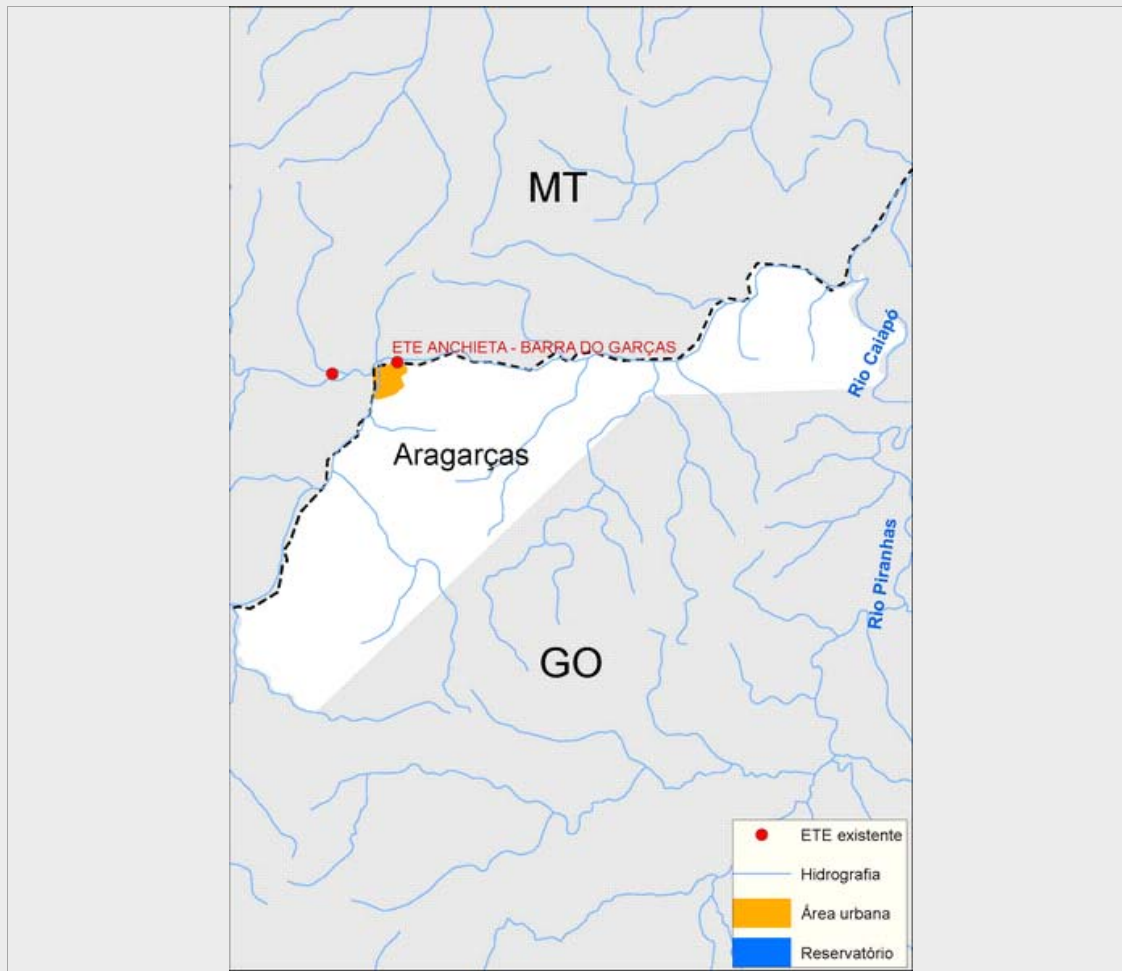 MT
ETE ANCHIETA - BARRA DO GARÇAS
Rio Caiapó
Aragarças
Rio Piranhas
GO
ETE existente
Hidrografia
Área urbana
Reservatório